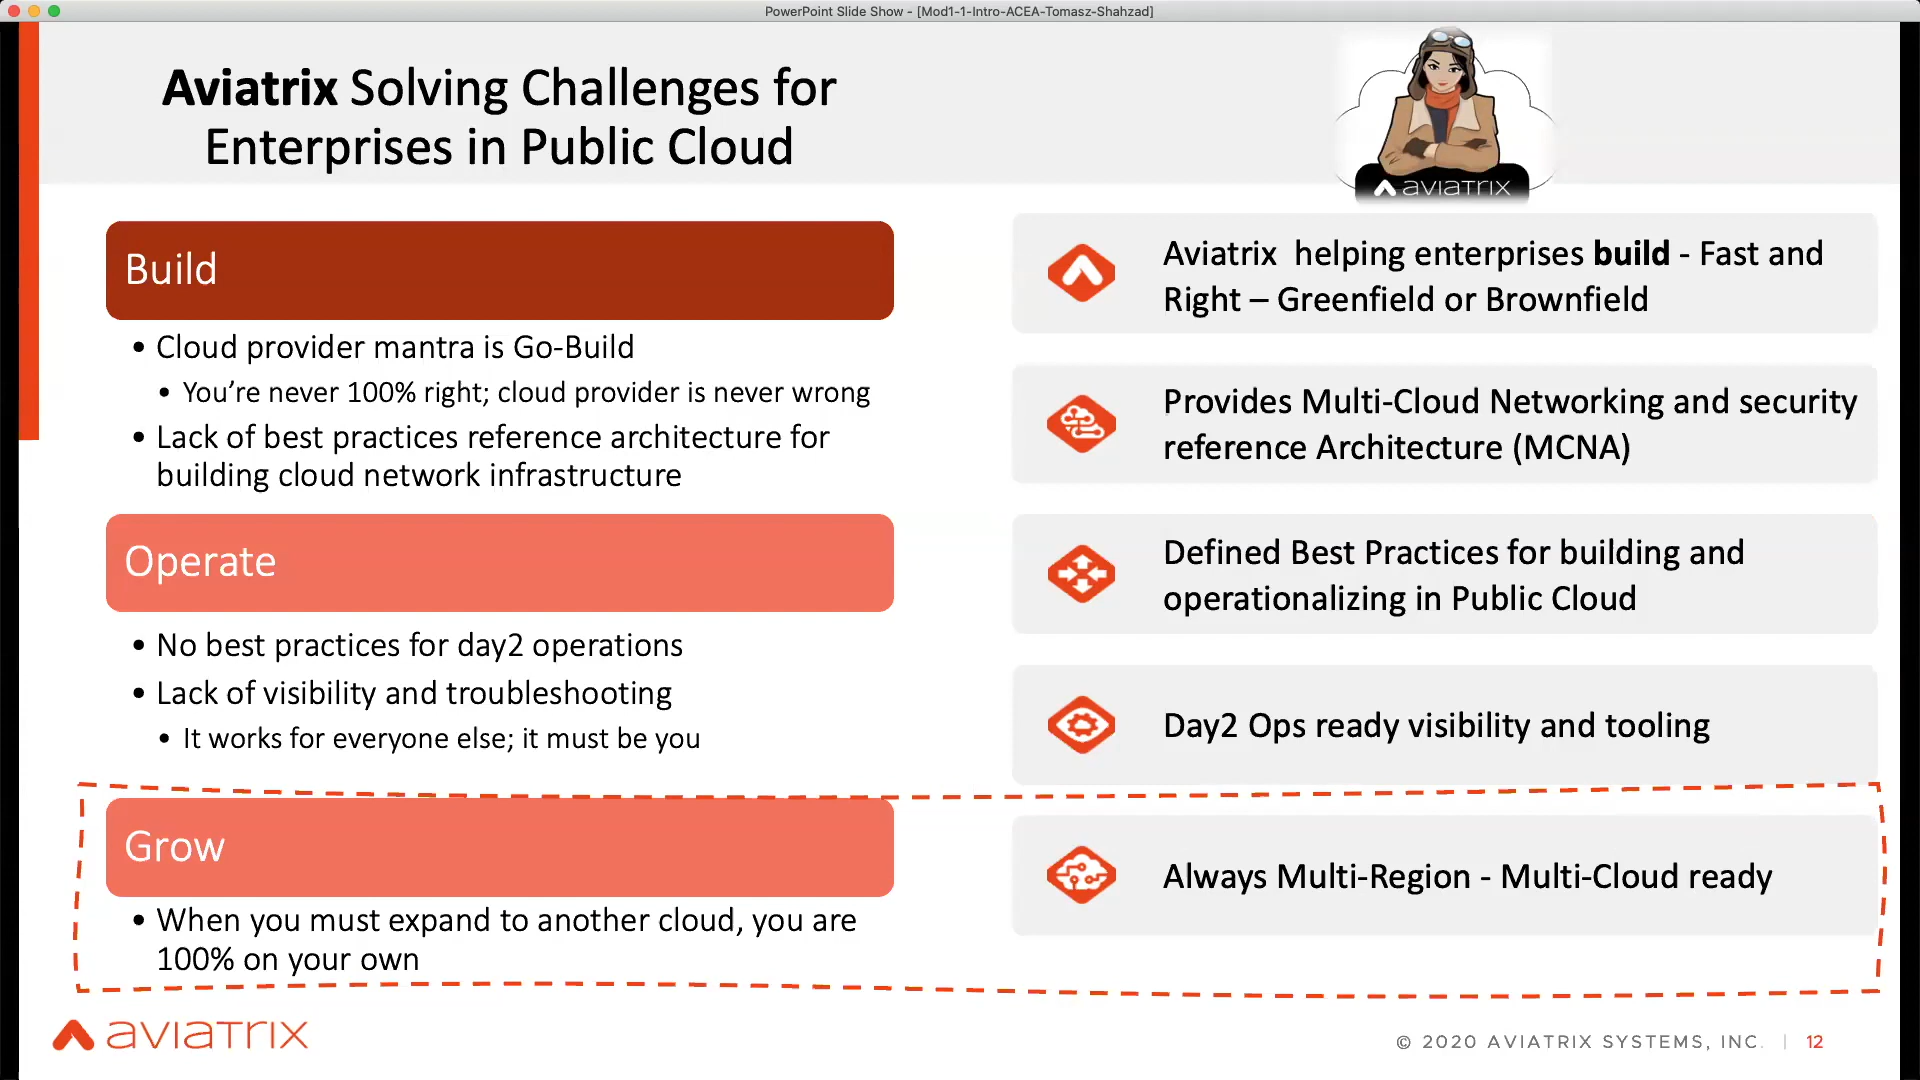 PowerPoint Slide Show - [Mod1-1-Intro-ACEA-Tomasz-Shahzad]
Aviatrix Solving Challenges for
Enterprises in Public Cloud
AVIATRIX
Build
• Cloud provider mantra is Go-Build
• You’re never 100% right; cloud provider is never wrong
• Lack of best practices reference architecture for
building cloud network infrastructure
Operate
• No best practices for day2 operations
• Lack of visibility and troubleshooting
• It works for everyone else; it must be you
Grow
• When you must expand to another cloud, you are
100% on your own
Aviatrix  helping enterprises build - Fast and
Right – Greenfield or Brownfield
Provides Multi-Cloud Networking and security
reference Architecture (MCNA)
Defined Best Practices for building and
operationalizing in Public Cloud
Day2 Ops ready visibility and tooling
Always Multi-Region - Multi-Cloud ready
AVIATRIX
© 2020 AVIATRIX SYSTEMS, INC. | 12